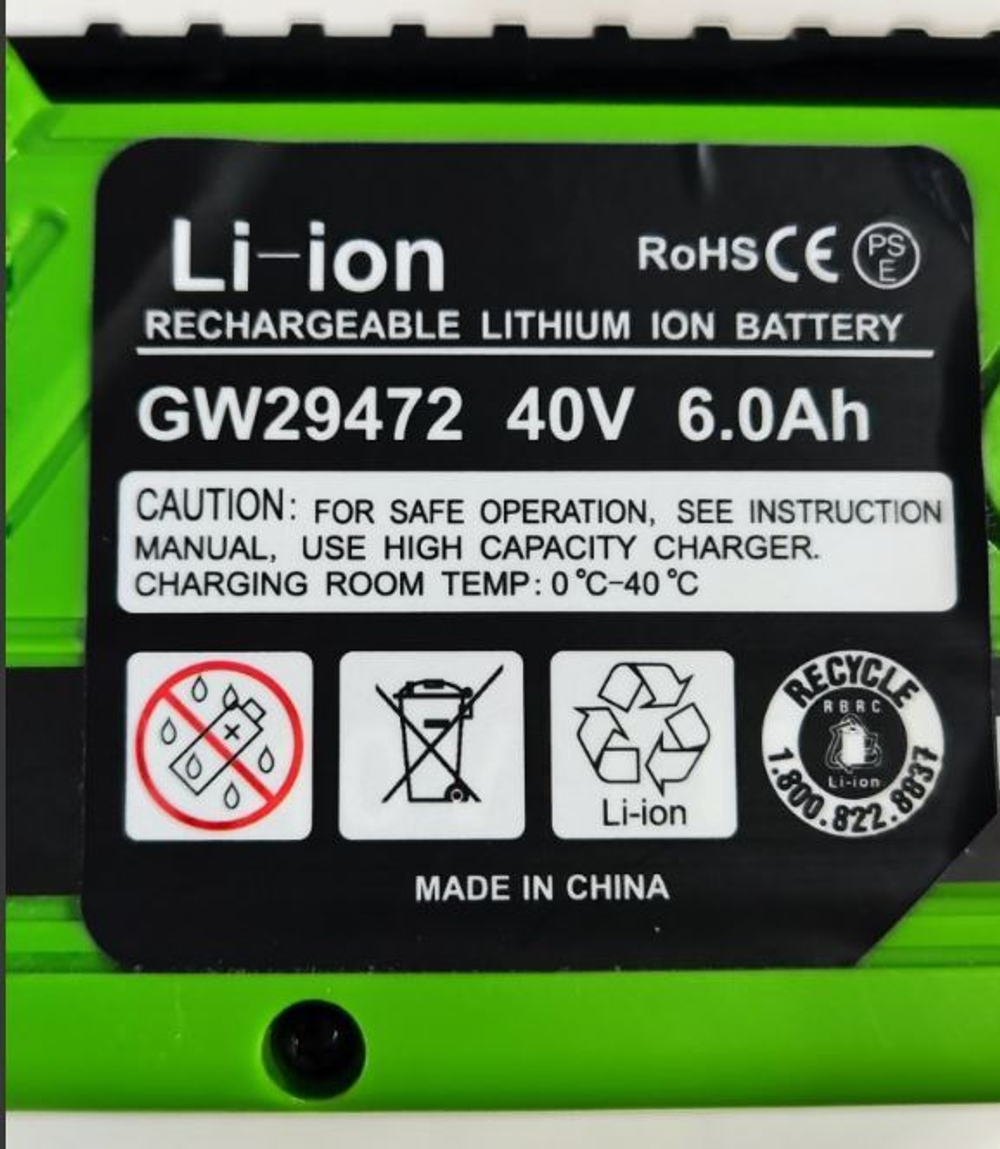 Li-ion
RoHS CE PSE
RECHARGEABLE LITHIUM ION BATTERY
GW29472 40V 6.0Ah
CAUTION: FOR SAFE OPERATION, SEE INSTRUCTION
MANUAL, USE HIGH CAPACITY CHARGER.
CHARGING ROOM TEMP: 0℃-40℃
Li-ion
RECYCLE
RBRC
Li-ion
1.800.822.8837
MADE IN CHINA